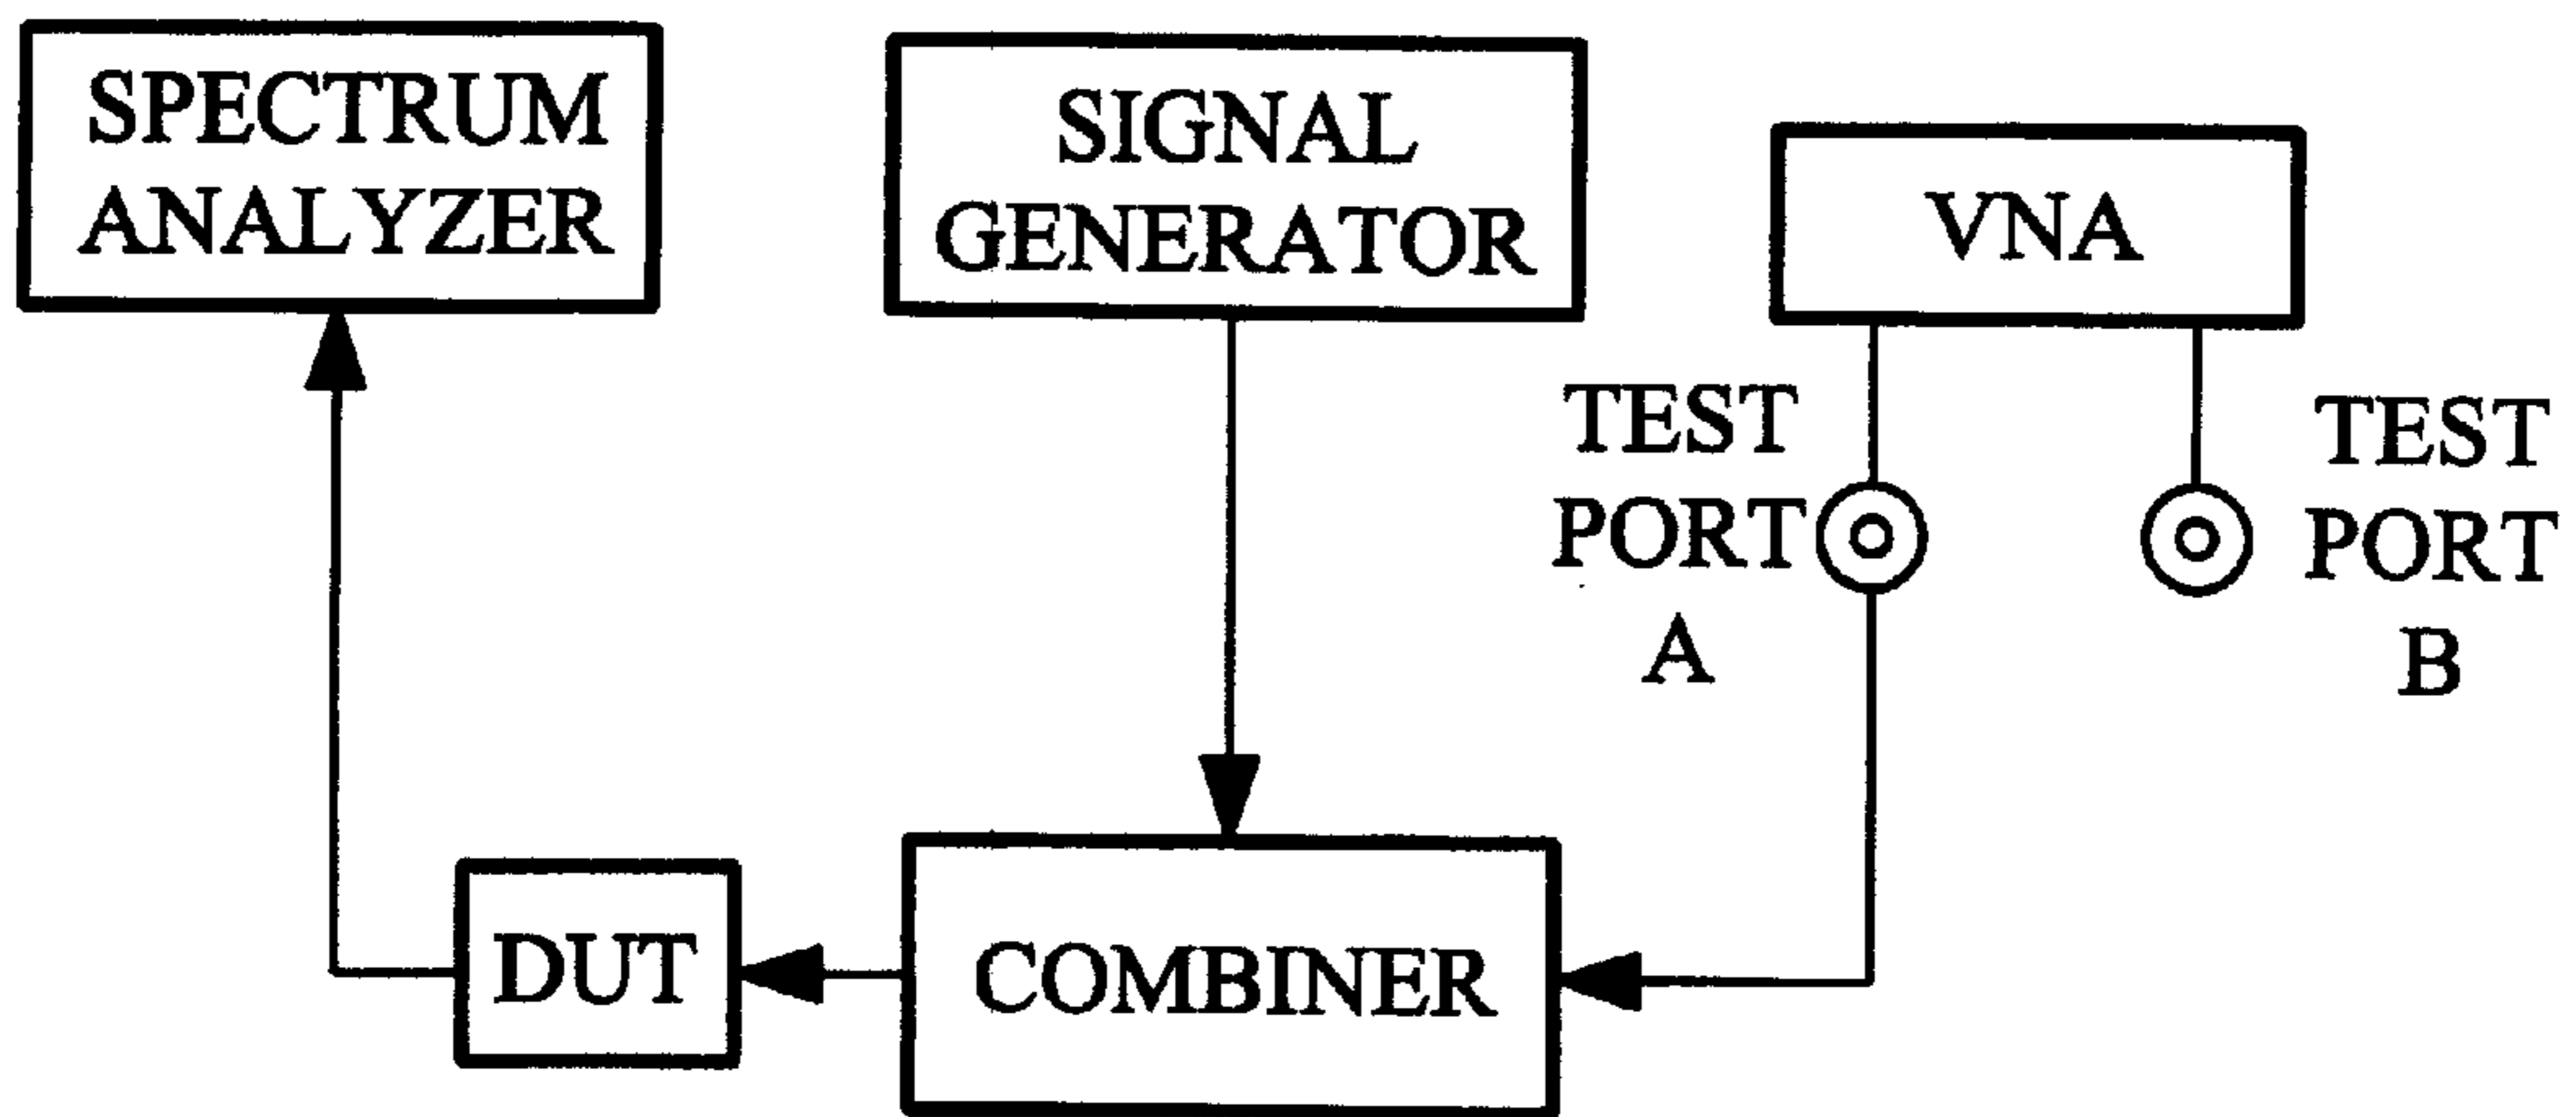 SPECTRUM
ANALYZER
SIGNAL
GENERATOR
VNA
TEST
PORT
A
TEST
PORT
B
DUT
COMBINER